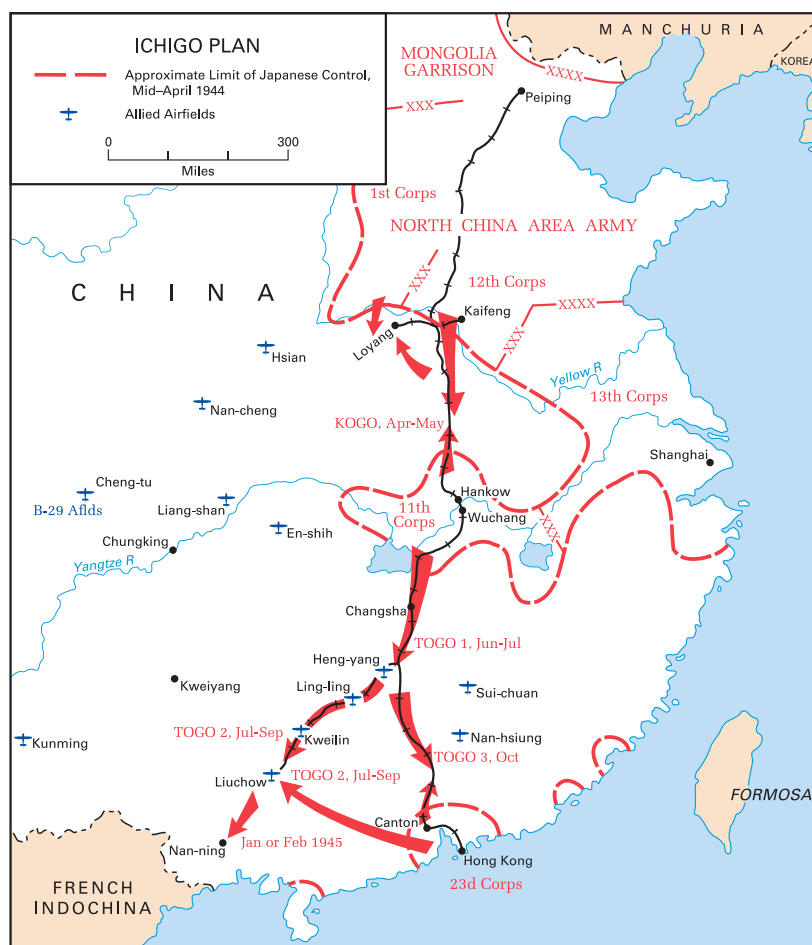 ICHIGO PLAN
Approximate Limit of Japanese Control,
Mid–April 1944
Allied Airfields
0
300
Miles
MANCHURIA
KOREA
MONGOLIA
GARRISON
XXXX
XXX
Peiping
1st Corps
NORTH CHINA AREA ARMY
XXX
12th Corps
XXXX
XXX
CHINA
Kaifeng
Loyang
Hsian
Yellow R
13th Corps
Nan-cheng
KOGO, Apr-May
Shanghai
Cheng-tu
B-29 Aflds
Liang-shan
Hankow
11th
Corps
Wuchang
XXX
En-shih
Chungking
Yangtze R
Changsha
TOGO 1, Jun-Jul
Heng-yang
Kweiyang
Ling-ling
Sui-chuan
Kunming
TOGO 2, Jul-Sep
Kweilin
Nan-hsiung
TOGO 3, Oct
Liuchow
TOGO 2, Jul-Sep
FORMOSA
Canton
Nan-ning
Jan or Feb 1945
Hong Kong
23d Corps
FRENCH
INDOCHINA